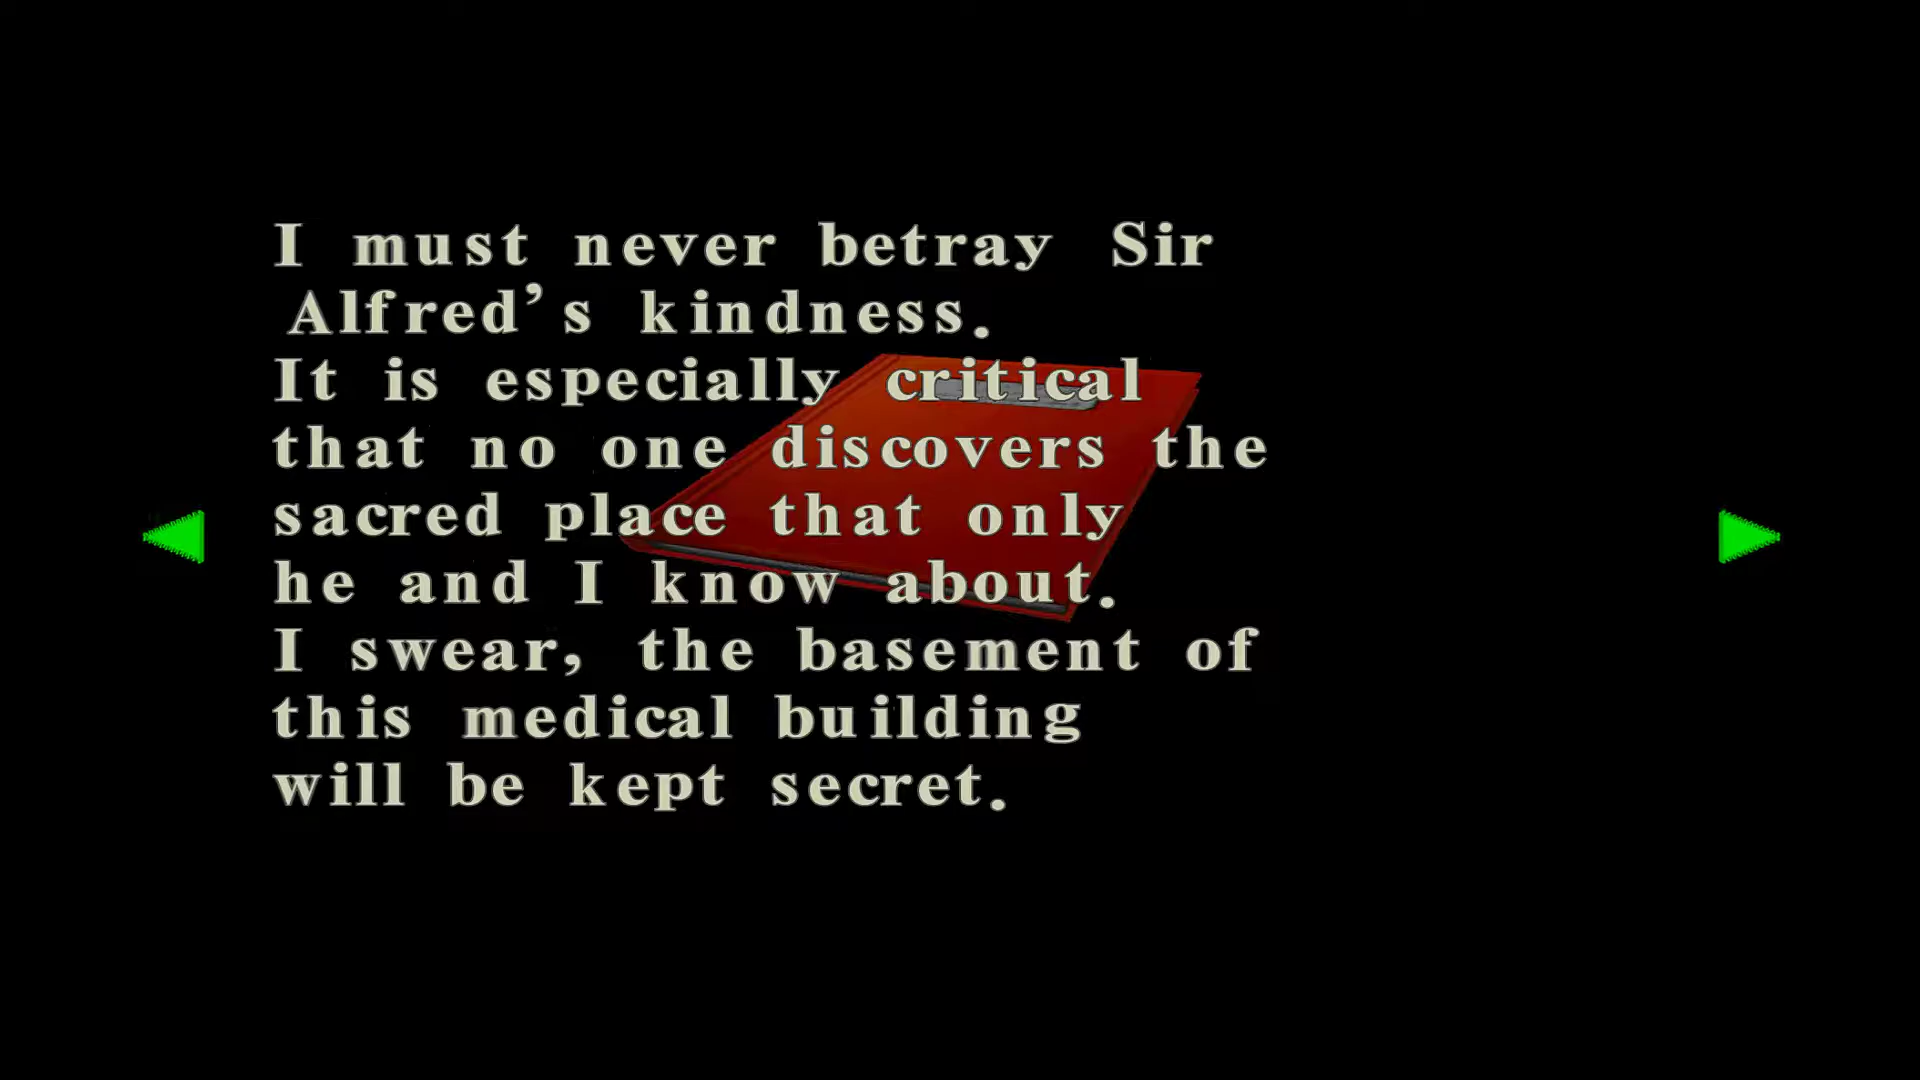 I must never betray Sir
Alfred's kindness.
It is especially critical
that no one discovers the
sacred place that only
he and I know about.
I swear, the basement of
this medical building
will be kept secret.